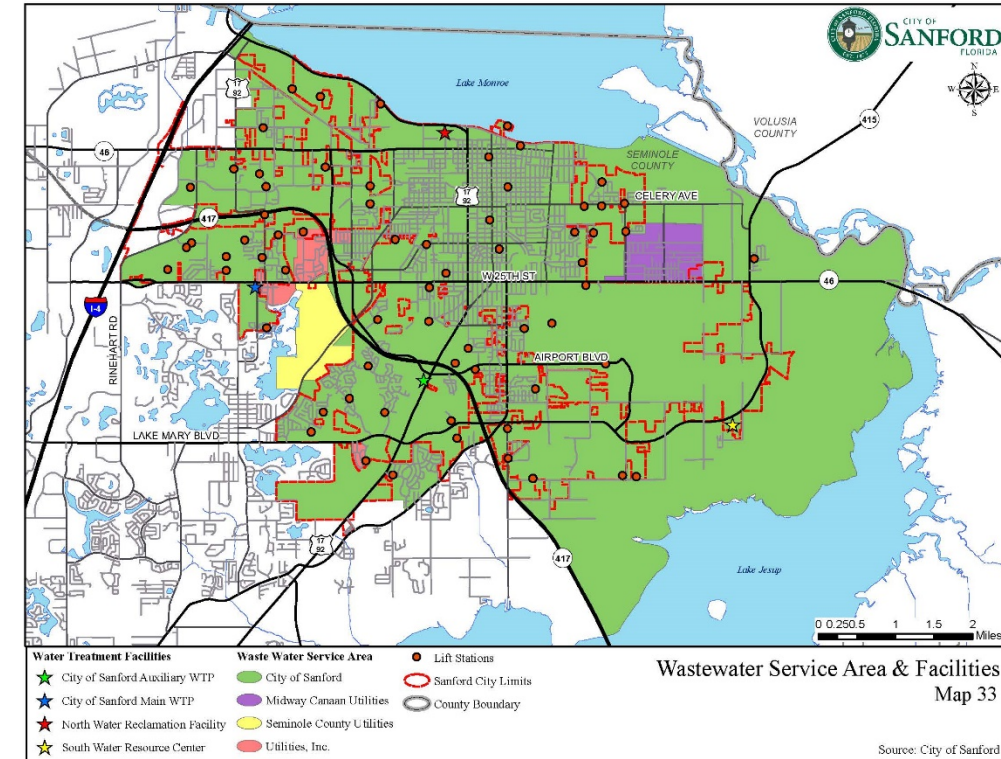 CITY OF
SANFORD
FLORIDA
N
W E
S
Lake Monroe
17
92
VOLUSIA
COUNTY
415
46
SEMINOLE
COUNTY
17
92
CELERY AVE
417
W 25TH ST
46
I-4
RINEHART RD
AIRPORT BLVD
LAKE MARY BLVD
17
92
417
Lake Jesup
0 0.25 0.5 1 1.5 2
Miles
Water Treatment Facilities
City of Sanford Auxiliary WTP
City of Sanford Main WTP
North Water Reclamation Facility
South Water Resource Center
Waste Water Service Area
City of Sanford
Midway Canaan Utilities
Seminole County Utilities
Utilities, Inc.
Lift Stations
Sanford City Limits
County Boundary
Wastewater Service Area & Facilities
Map 33
Source: City of Sanford